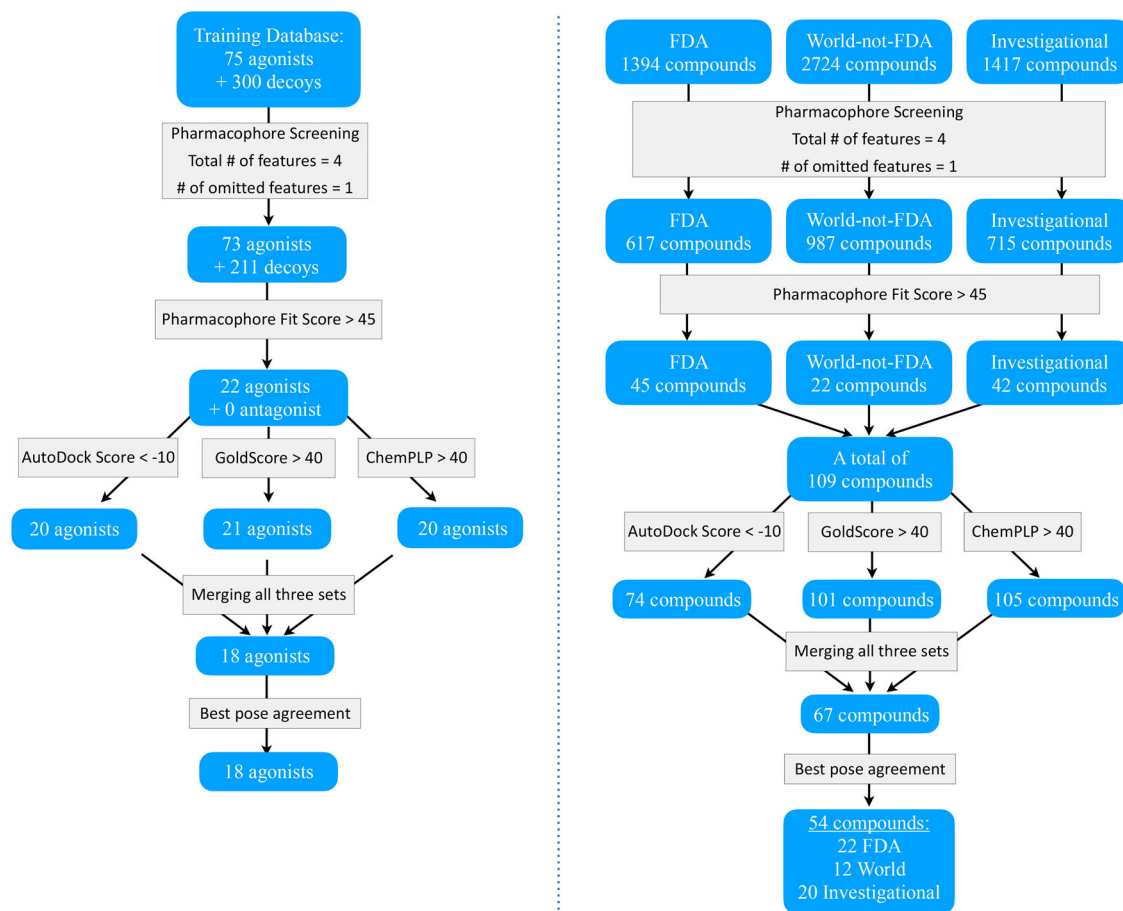 Training Database:
75 agonists
+ 300 decoys
Pharmacophore Screening
Total # of features = 4
# of omitted features = 1
73 agonists
+ 211 decoys
Pharmacophore Fit Score > 45
22 agonists
+ 0 antagonist
AutoDock Score < -10
GoldScore > 40
ChemPLP > 40
20 agonists
21 agonists
20 agonists
Merging all three sets
18 agonists
Best pose agreement
18 agonists
FDA
1394 compounds
World-not-FDA
2724 compounds
Investigational
1417 compounds
Pharmacophore Screening
Total # of features = 4
# of omitted features = 1
FDA
617 compounds
World-not-FDA
987 compounds
Investigational
715 compounds
Pharmacophore Fit Score > 45
FDA
45 compounds
World-not-FDA
22 compounds
Investigational
42 compounds
A total of
109 compounds
AutoDock Score < -10
GoldScore > 40
ChemPLP > 40
74 compounds
101 compounds
105 compounds
Merging all three sets
67 compounds
Best pose agreement
54 compounds:
22 FDA
12 World
20 Investigational